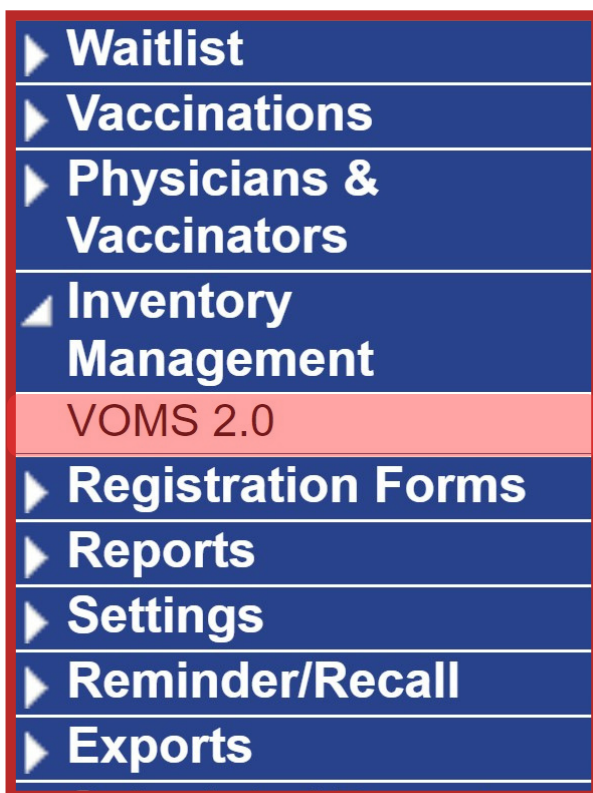 Waitlist
Vaccinations
Physicians &
Vaccinators
Inventory
Management
VOMS 2.0
Registration Forms
Reports
Settings
Reminder/Recall
Exports